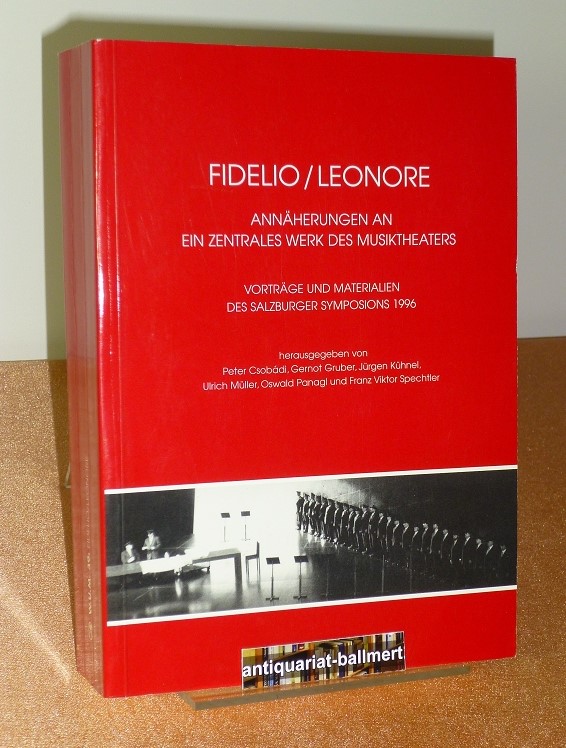 FIDELIO / LEONORE
ANNÄHERUNGEN AN
EIN ZENTRALES WERK DES MUSIKTHEATERS
VORTRÄGE UND MATERIALIEN
DES SALZBURGER SYMPOSIONS 1996
herausgegeben von
Peter Csobádi, Gernot Gruber, Jürgen Kühnel,
Ulrich Müller, Oswald Panagl und Franz Viktor Spechtler
antiquariat-ballmert